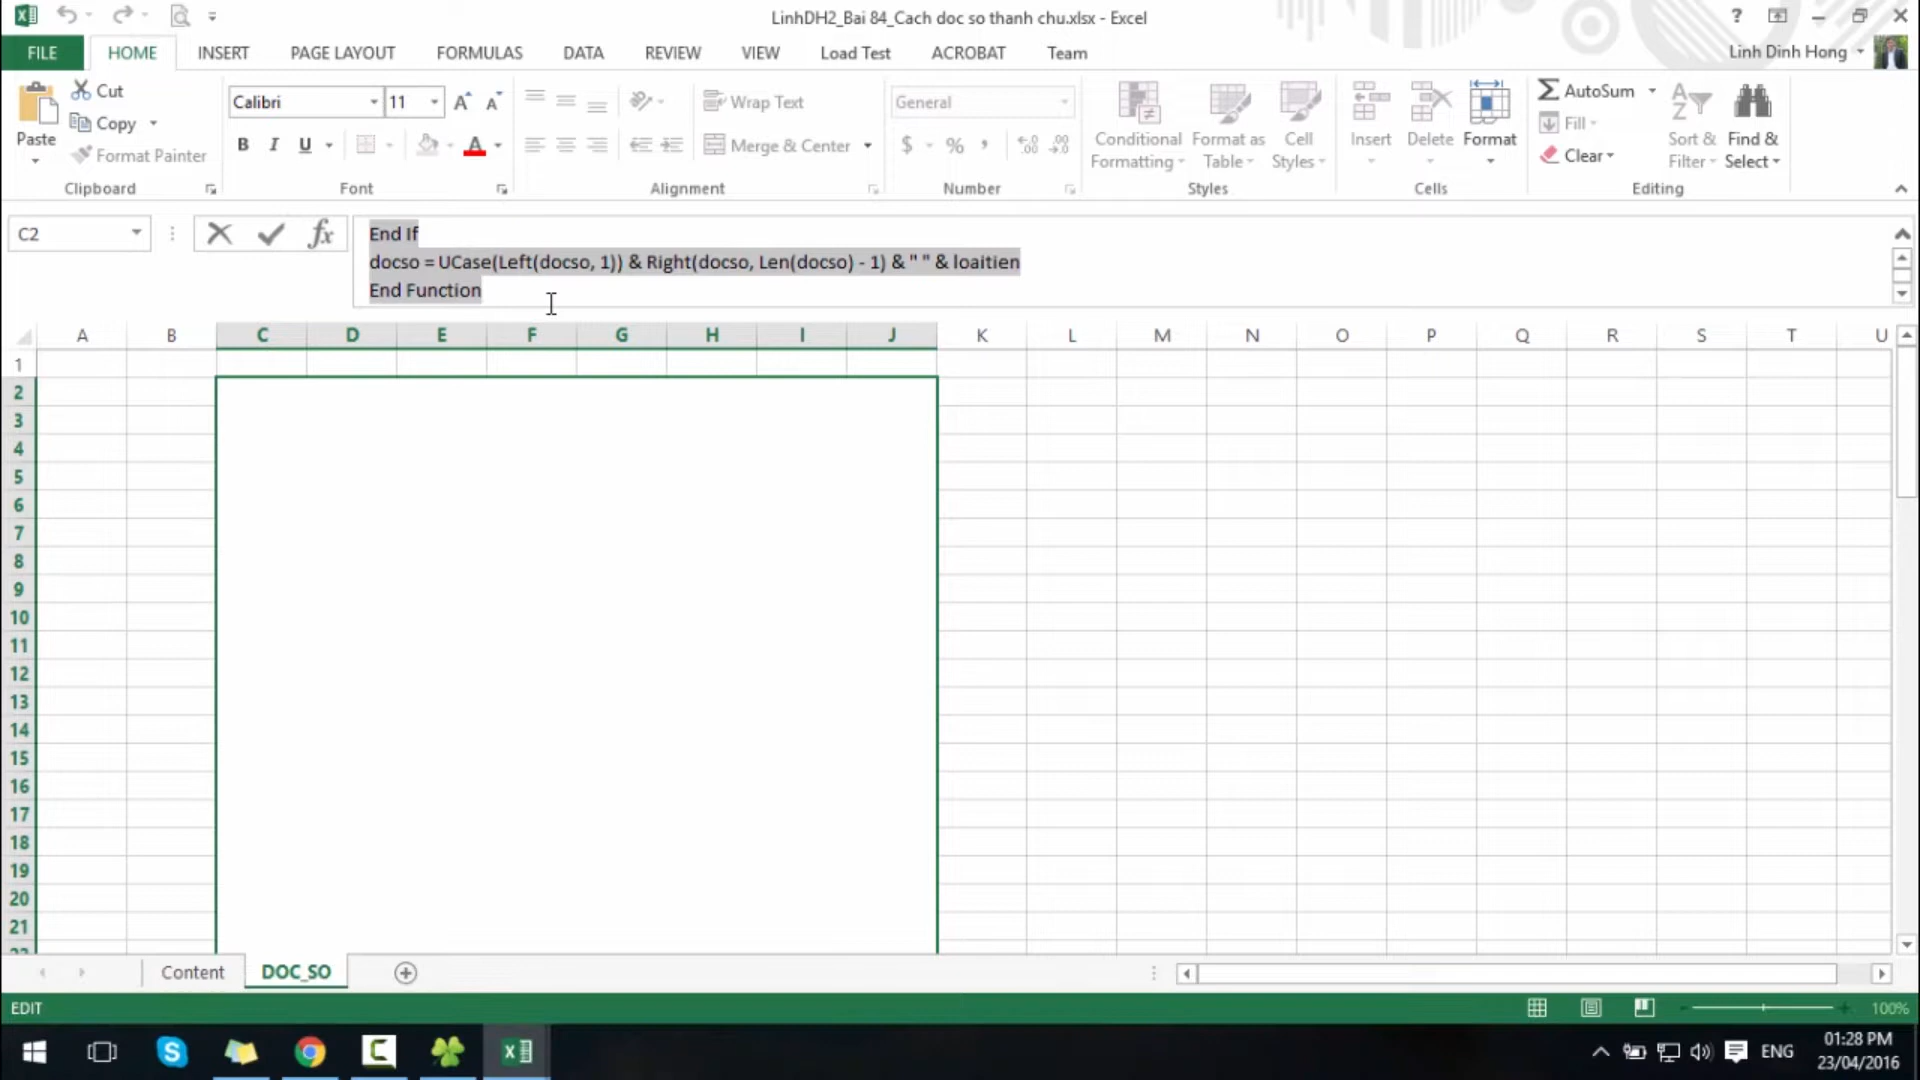 LinhDH2_Bai 84_Cach doc so thanh chu.xlsx - Excel
?
FILE HOME INSERT PAGE LAYOUT FORMULAS DATA REVIEW VIEW Load Test ACROBAT Team Linh Dinh Hong
Paste
Cut
Copy
Format Painter
Clipboard
Calibri 11
B I U
Font
Wrap Text
Merge & Center
Alignment
General
$ % ,
Number
Conditional Formatting
Format as Table
Cell Styles
Styles
Insert
Delete
Format
Cells
AutoSum
Fill
Clear
Sort & Filter
Find & Select
Editing
C2
fx
End If
docso = UCase(Left(docso, 1)) & Right(docso, Len(docso) - 1) & " " & loaitien
End Function
A B C D E F G H I J K L M N O P Q R S T U
1
2
3
4
5
6
7
8
9
10
11
12
13
14
15
16
17
18
19
20
21
Content DOC_SO
EDIT
100%
ENG
01:28 PM
23/04/2016